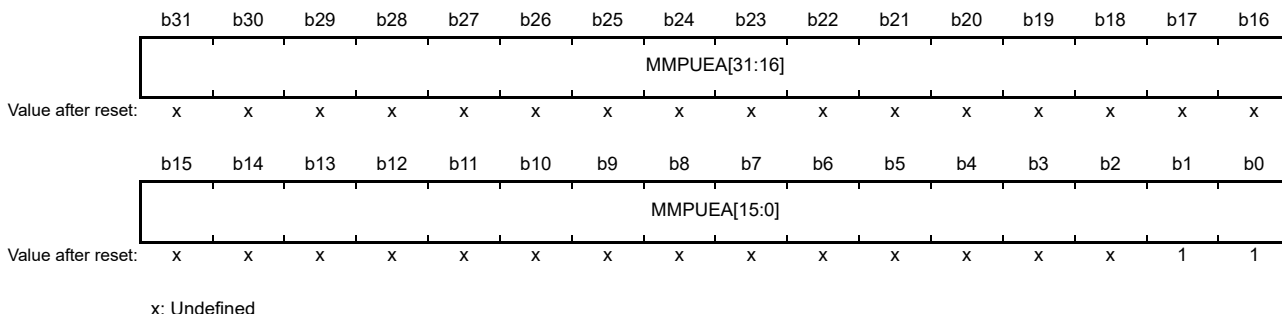 b31 b30 b29 b28 b27 b26 b25 b24 b23 b22 b21 b20 b19 b18 b17 b16
MMPUEA[31:16]
Value after reset: x x x x x x x x x x x x x x x x
b15 b14 b13 b12 b11 b10 b9 b8 b7 b6 b5 b4 b3 b2 b1 b0
MMPUEA[15:0]
Value after reset: x x x x x x x x x x x x x x 1 1
x: Undefined